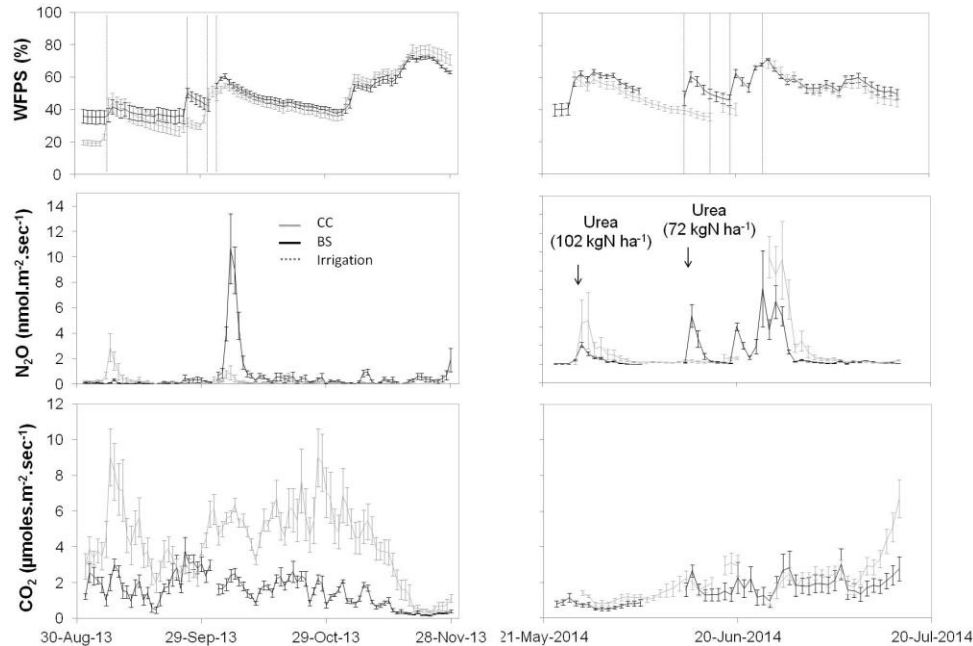 WFPS (%)
100
80
60
40
20
0
N₂O (nmol.m⁻².sec⁻¹)
14
12
10
8
6
4
2
0
CC
BS
Irrigation
Urea
(102 kgN ha⁻¹)
Urea
(72 kgN ha⁻¹)
CO₂ (µmoles.m⁻².sec⁻¹)
12
10
8
6
4
2
0
30-Aug-13 29-Sep-13 29-Oct-13 28-Nov-13
21-May-2014 20-Jun-2014 20-Jul-2014